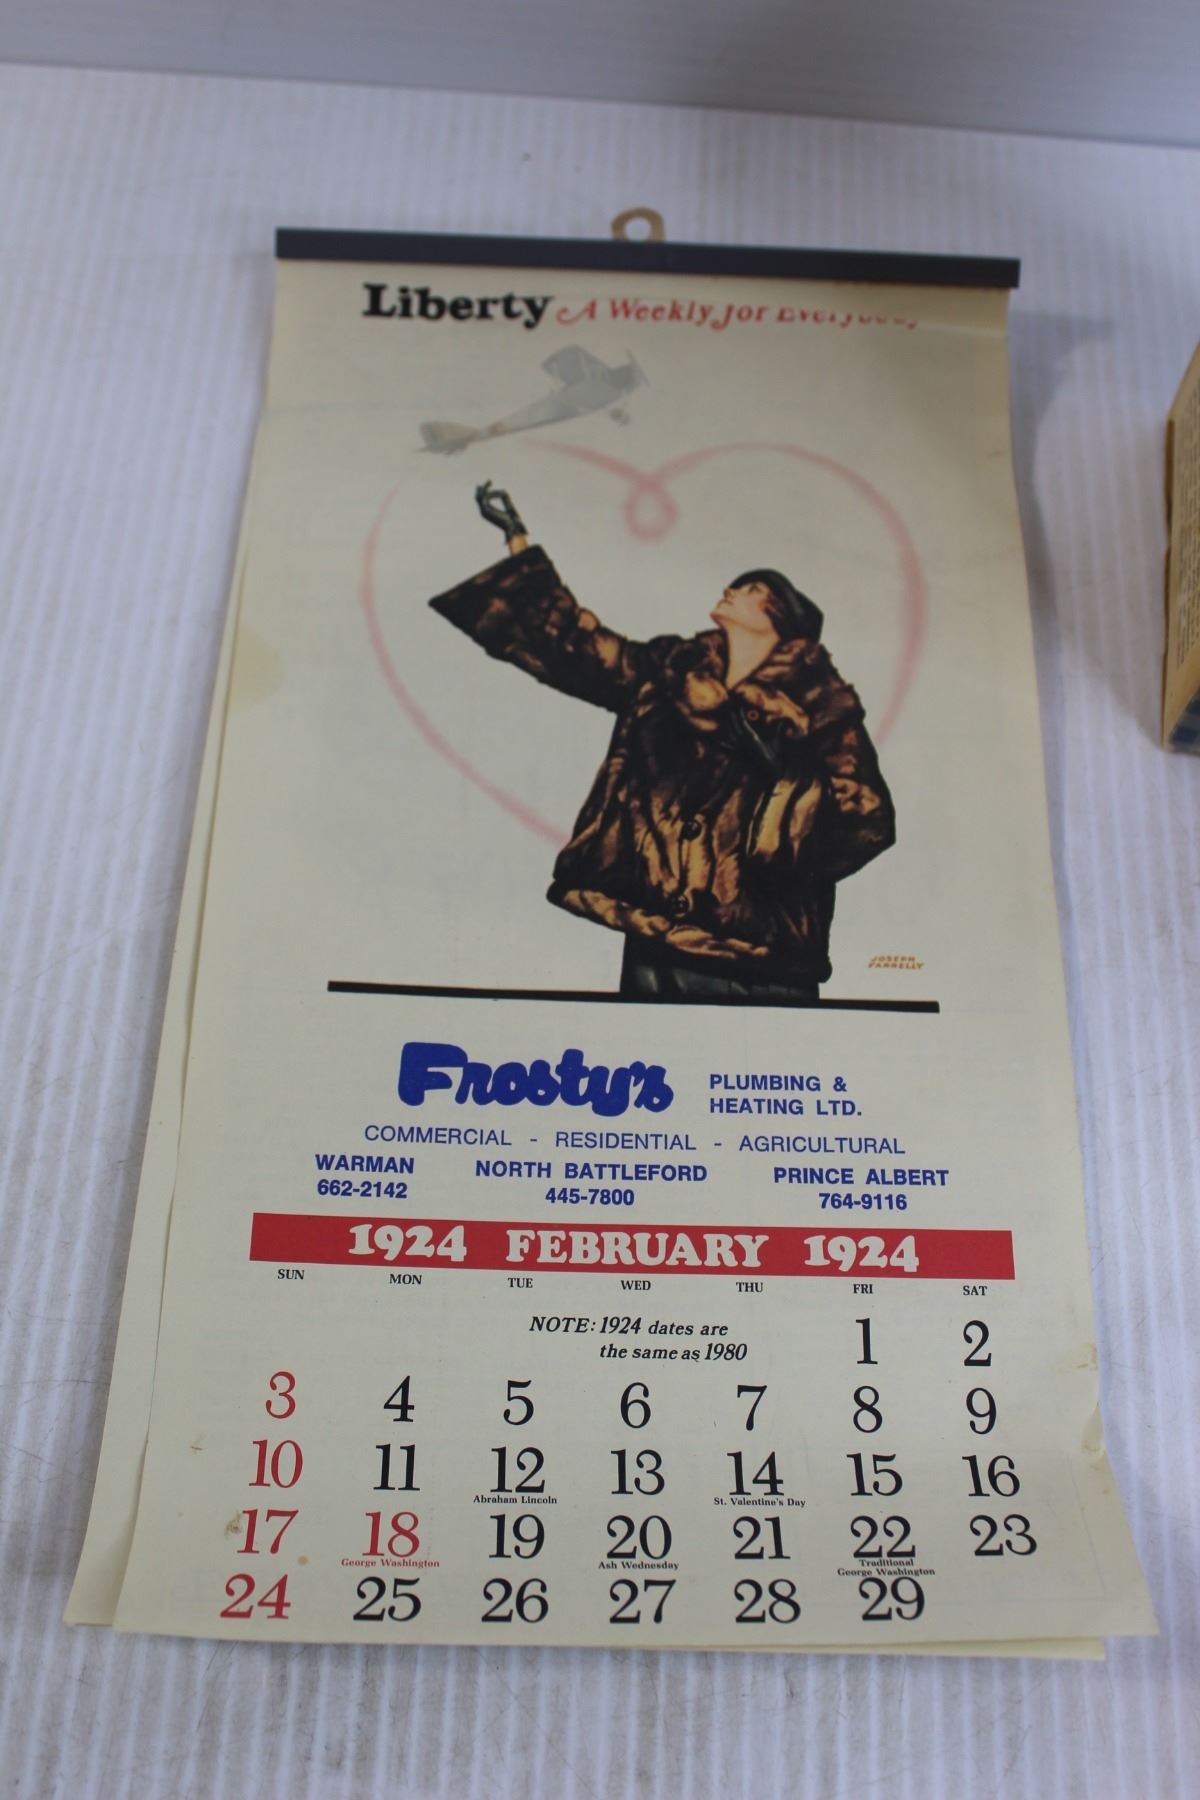 Liberty A Weekly for Everybody
JOSEPH
FARRELLY
Frosty's PLUMBING &
HEATING LTD.
COMMERCIAL - RESIDENTIAL - AGRICULTURAL
WARMAN NORTH BATTLEFORD PRINCE ALBERT
662-2142 445-7800 764-9116
1924 FEBRUARY 1924
SUN MON TUE WED THU FRI SAT
NOTE: 1924 dates are
the same as 1980
1 2
3 4 5 6 7 8 9
10 11 12 13 14 15 16
Abraham Lincoln St. Valentine's Day
17 18 19 20 21 22 23
George Washington Ash Wednesday Traditional
George Washington
24 25 26 27 28 29